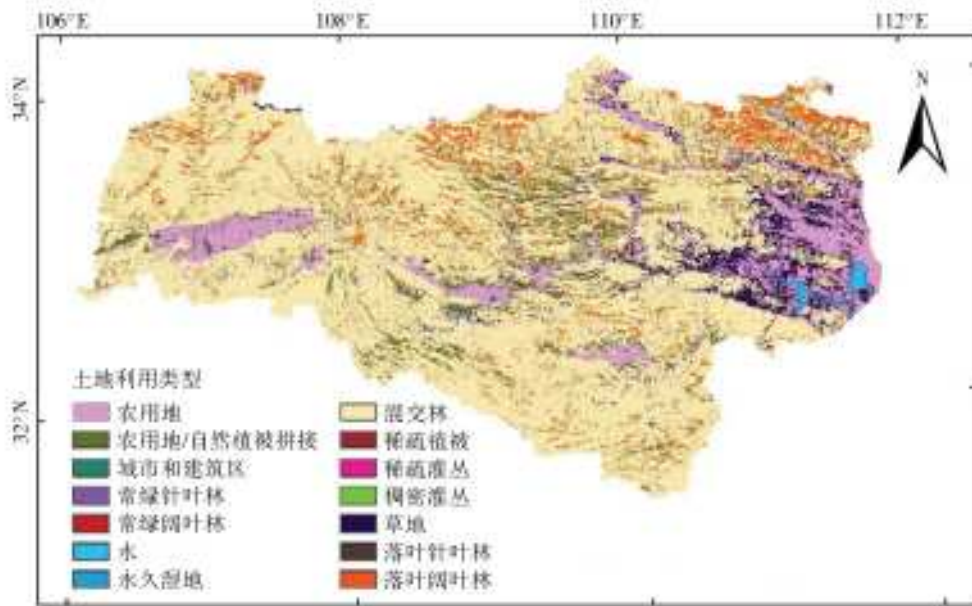 106°E 108°E 110°E 112°E
34°N
N
32°N
土地利用类型
农用地
农用地/自然植被拼接
城市和建筑区
常绿针叶林
常绿阔叶林
水
永久湿地
混交林
稀疏植被
稀疏灌丛
稠密灌丛
草地
落叶针叶林
落叶阔叶林